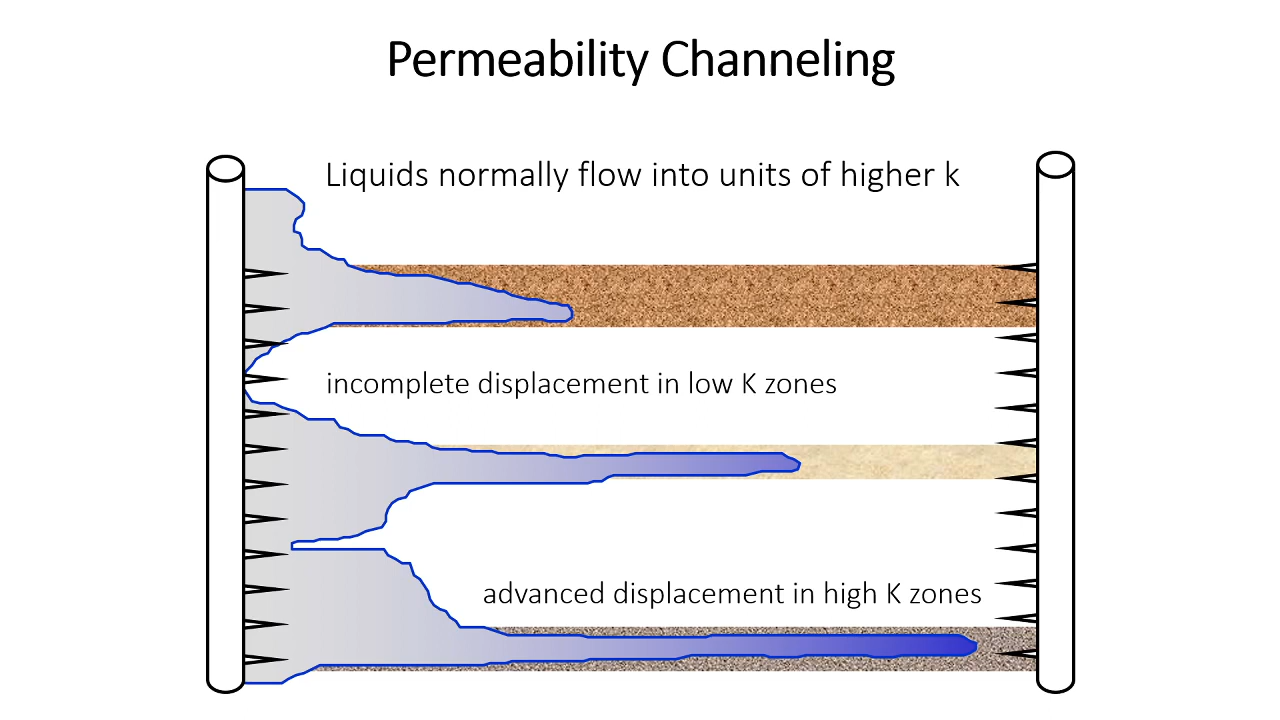 Permeability Channeling
Liquids normally flow into units of higher k
incomplete displacement in low K zones
advanced displacement in high K zones